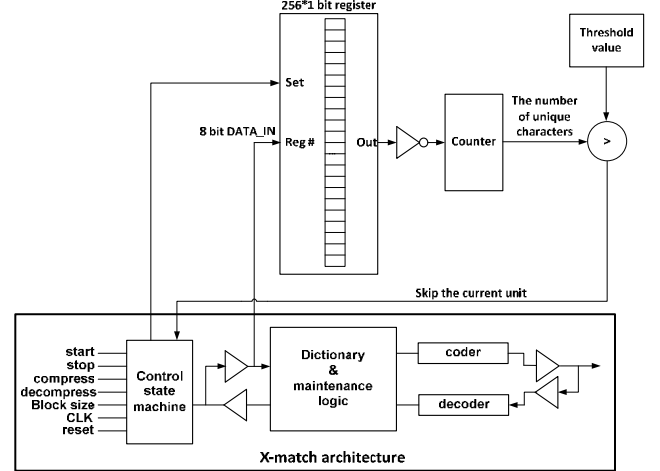 256*1 bit register
Threshold
value
Set
8 bit DATA_IN
Reg #
...
Out
Counter
The number
of unique
characters
>
Skip the current unit
start
stop
compress
decompress
Block size
CLK
reset
Control
state
machine
Dictionary
&
maintenance
logic
coder
decoder
X-match architecture